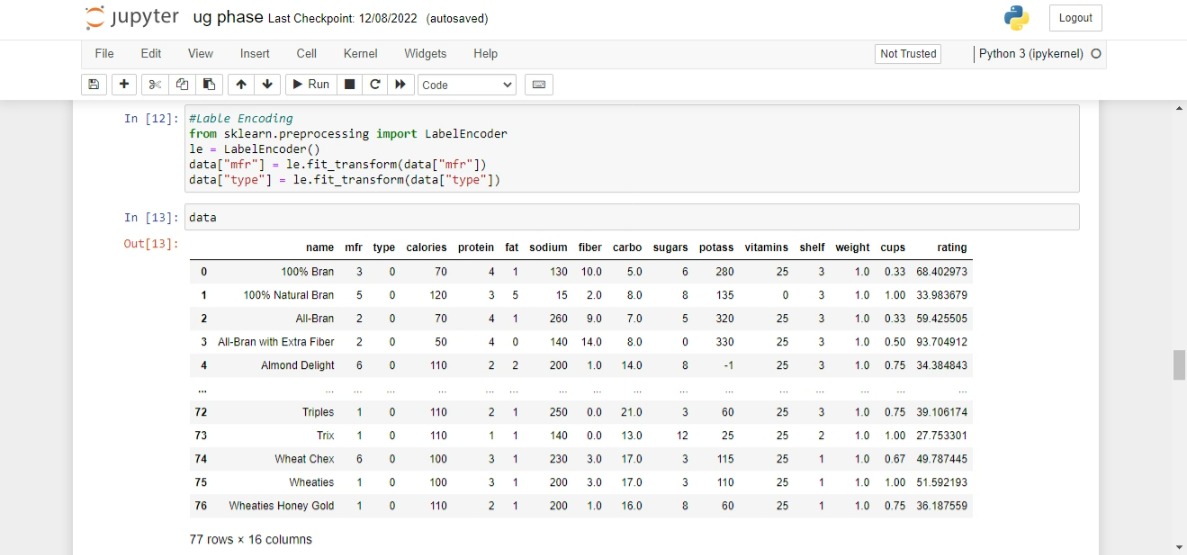 jupyter ug phase Last Checkpoint: 12/08/2022 (autosaved) Logout
File Edit View Insert Cell Kernel Widgets Help Not Trusted Python 3 (ipykernel)
Run Code
In [12]: #Lable Encoding
from sklearn.preprocessing import LabelEncoder
le = LabelEncoder()
data["mfr"] = le.fit_transform(data["mfr"])
data["type"] = le.fit_transform(data["type"])
In [13]: data
Out[13]:
name mfr type calories protein fat sodium fiber carbo sugars potass vitamins shelf weight cups rating
0 100% Bran 3 0 70 4 1 130 10.0 5.0 6 280 25 3 1.0 0.33 68.402973
1 100% Natural Bran 5 0 120 3 5 15 2.0 8.0 8 135 0 3 1.0 1.00 33.983679
2 All-Bran 2 0 70 4 1 260 9.0 7.0 5 320 25 3 1.0 0.33 59.425505
3 All-Bran with Extra Fiber 2 0 50 4 0 140 14.0 8.0 0 330 25 3 1.0 0.50 93.704912
4 Almond Delight 6 0 110 2 2 200 1.0 14.0 8 -1 25 3 1.0 0.75 34.384843
... ... ... ... ... ... ... ... ... ... ... ... ... ... ... ... ...
72 Triples 1 0 110 2 1 250 0.0 21.0 3 60 25 3 1.0 0.75 39.106174
73 Trix 1 0 110 1 1 140 0.0 13.0 12 25 25 2 1.0 1.00 27.753301
74 Wheat Chex 6 0 100 3 1 230 3.0 17.0 3 115 25 1 1.0 0.67 49.787445
75 Wheaties 1 0 100 3 1 200 3.0 17.0 3 110 25 1 1.0 1.00 51.592193
76 Wheaties Honey Gold 1 0 110 2 1 200 1.0 16.0 8 60 25 1 1.0 0.75 36.187559
77 rows × 16 columns